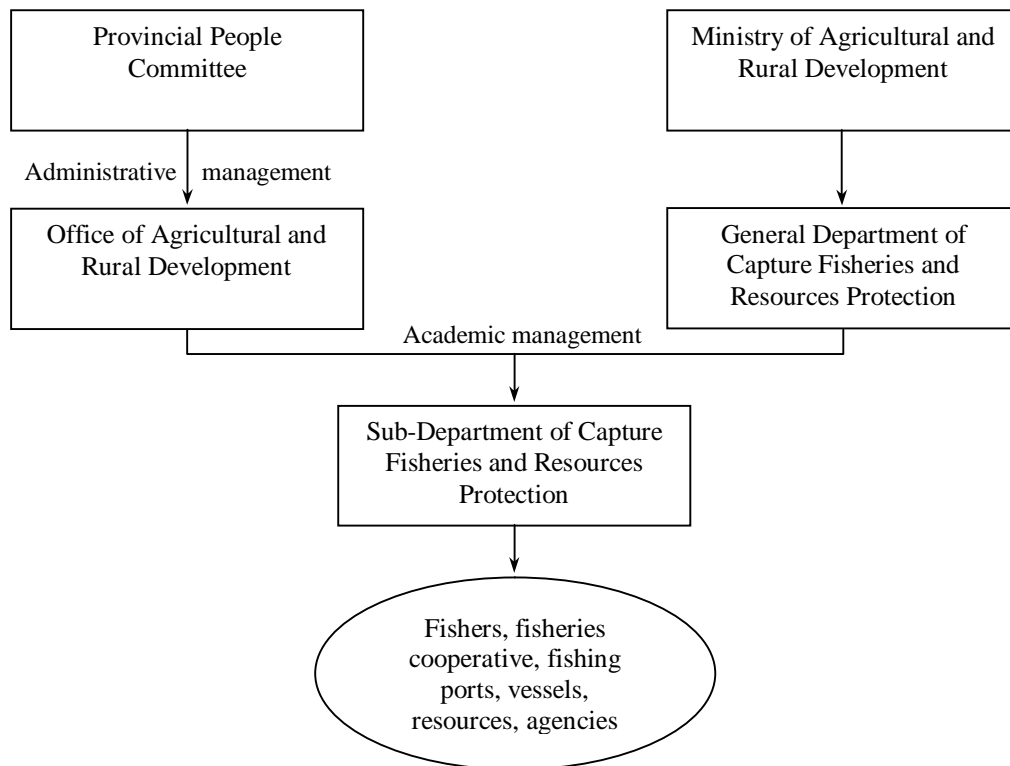 Provincial People
Committee
Ministry of Agricultural and
Rural Development
Administrative management
Office of Agricultural and
Rural Development
General Department of
Capture Fisheries and
Resources Protection
Academic management
Sub-Department of Capture
Fisheries and Resources
Protection
Fishers, fisheries
cooperative, fishing
ports, vessels,
resources, agencies